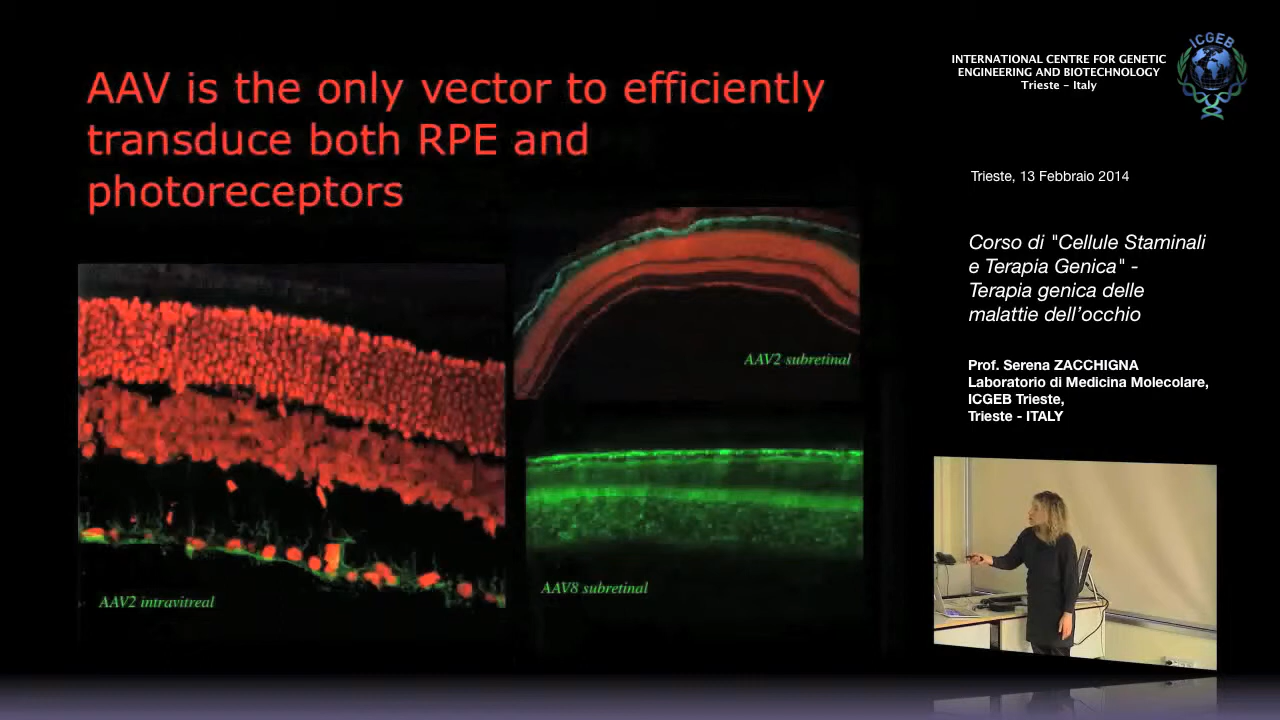 AAV is the only vector to efficiently
transduce both RPE and
photoreceptors
AAV2 intravitreal
AAV2 subretinal
AAV8 subretinal
INTERNATIONAL CENTRE FOR GENETIC
ENGINEERING AND BIOTECHNOLOGY
Trieste - Italy
ICGEB
Trieste, 13 Febbraio 2014
Corso di "Cellule Staminali
e Terapia Genica" -
Terapia genica delle
malattie dell'occhio
Prof. Serena ZACCHIGNA
Laboratorio di Medicina Molecolare,
ICGEB Trieste,
Trieste - ITALY